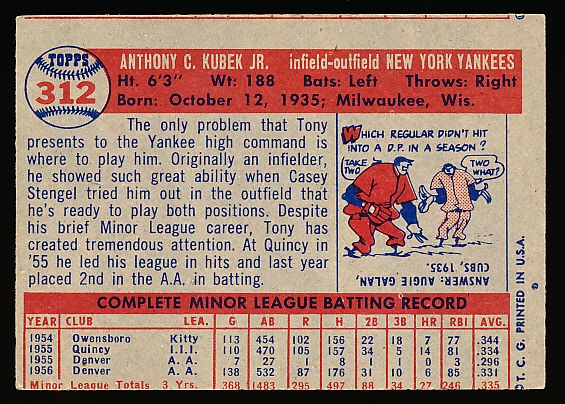 TOPPS
312
ANTHONY C. KUBEK JR. infield-outfield NEW YORK YANKEES
Ht. 6'3" Wt: 188 Bats: Left Throws: Right
Born: October 12, 1935; Milwaukee, Wis.
The only problem that Tony
presents to the Yankee high command is
where to play him. Originally an infielder,
he showed such great ability when Casey
Stengel tried him out in the outfield that
he's ready to play both positions. Despite
his brief Minor League career, Tony has
created tremendous attention. At Quincy in
'55 he led his league in hits and last year
placed 2nd in the A.A. in batting.
WHICH REGULAR DIDN'T HIT
INTO A D.P. IN A SEASON?
TAKE TWO.
TWO WHAT?
ANSWER: AUGIE GALAN,
CUBS, 1935.
COMPLETE MINOR LEAGUE BATTING RECORD
YEAR CLUB LEA. G AB R H 2B 3B HR RBI AVG.
1954 Owensboro Kitty 113 454 102 156 22 18 7 77 .344
1955 Quincy I.I.I. 110 470 105 157 34 5 14 81 .334
1955 Denver A.A. 7 27 1 8 1 1 0 3 .296
1956 Denver A. A. 138 532 87 176 31 10 6 85 .331
Minor League Totals 3 Yrs. 368 1483 295 497 88 34 27 246 .335
©T. C. G. PRINTED IN U.S.A.